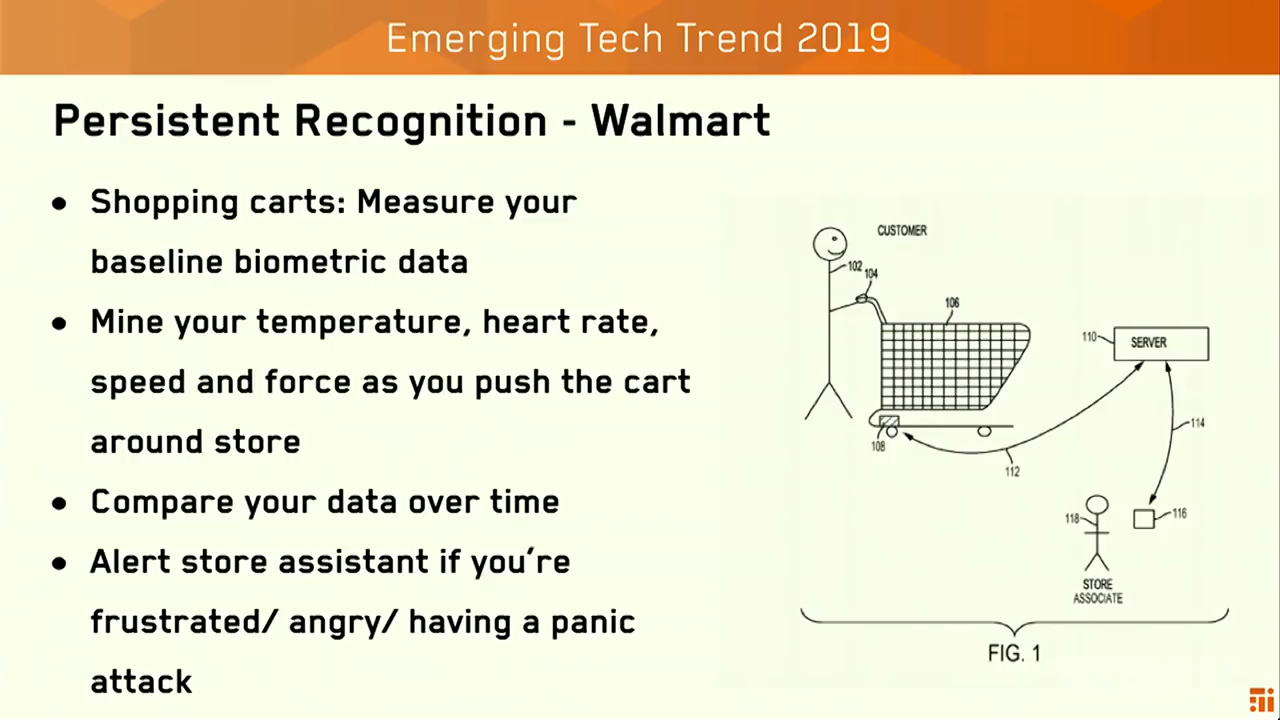 Emerging Tech Trend 2019
Persistent Recognition - Walmart
• Shopping carts: Measure your
baseline biometric data
• Mine your temperature, heart rate,
speed and force as you push the cart
around store
• Compare your data over time
• Alert store assistant if you're
frustrated/ angry/ having a panic
attack
CUSTOMER
102
104
106
110
SERVER
108
112
114
118
116
STORE
ASSOCIATE
FIG. 1